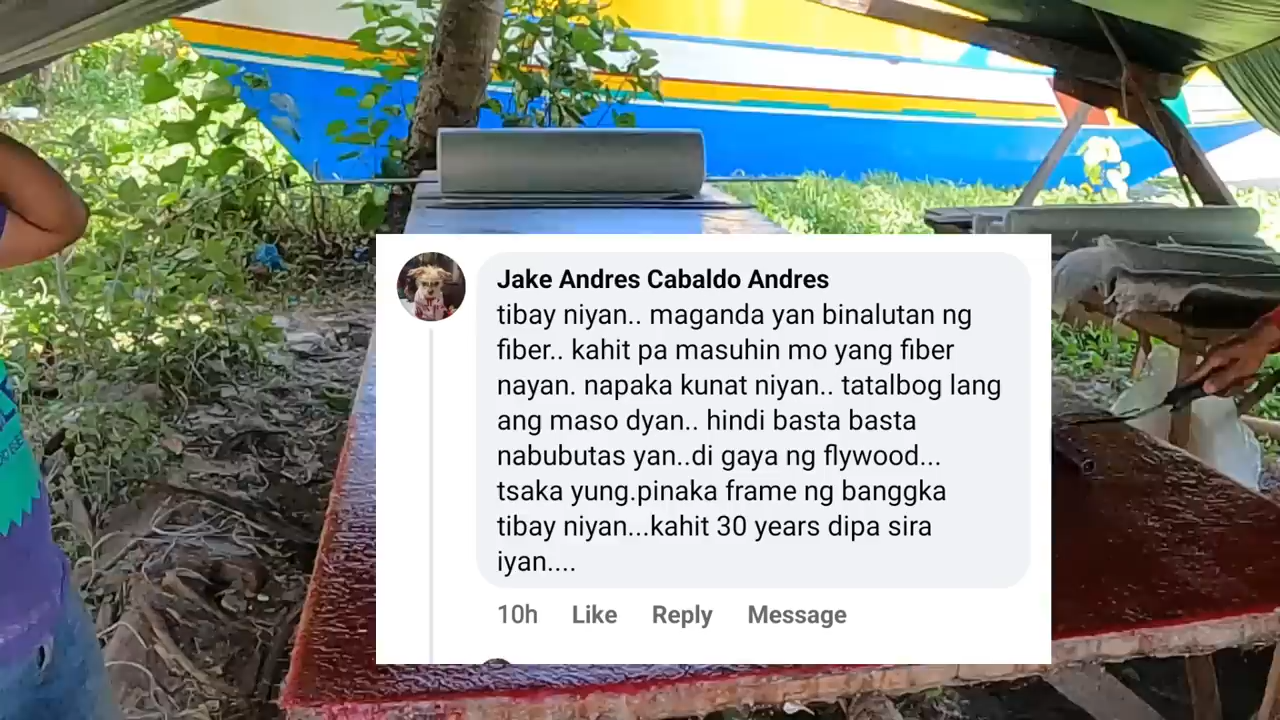 Jake Andres Cabaldo Andres
tibay niyan.. maganda yan binalutan ng
fiber.. kahit pa masuhin mo yang fiber
nayan. napaka kunat niyan.. tatalbog lang
ang maso dyan.. hindi basta basta
nabubutas yan..di gaya ng flywood...
tsaka yung.pinaka frame ng banggka
tibay niyan...kahit 30 years dipa sira
iyan....
10h Like Reply Message